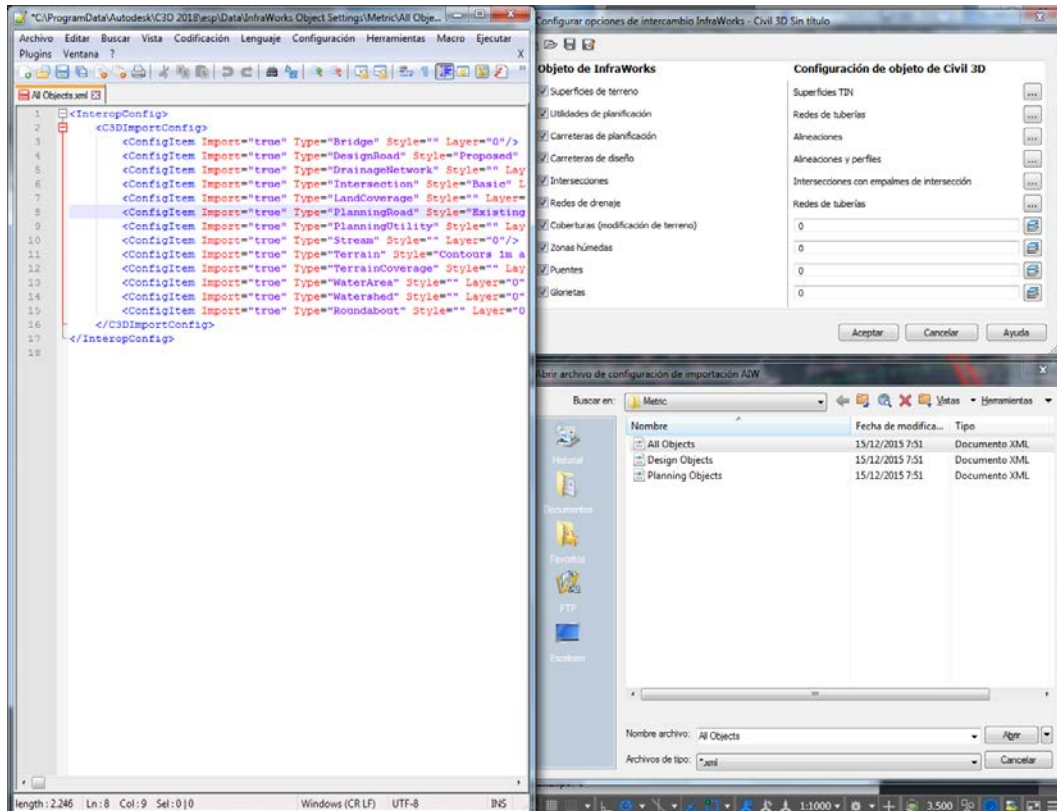 *C:\ProgramData\Autodesk\C3D 2018\esp\Data\InfraWorks Object Settings\Metric\All Obje...
Archivo Editar Buscar Vista Codificación Lenguaje Configuración Herramientas Macro Ejecutar
Plugins Ventana ? X
All Objects.xml
1 <InteropConfig>
2 <C3DImportConfig>
3 <ConfigItem Import="true" Type="Bridge" Style="" Layer="0"/>
4 <ConfigItem Import="true" Type="DesignRoad" Style="Proposed"
5 <ConfigItem Import="true" Type="DrainageNetwork" Style="" Lay
6 <ConfigItem Import="true" Type="Intersection" Style="Basic" L
7 <ConfigItem Import="true" Type="LandCoverage" Style="" Layer=
8 <ConfigItem Import="true" Type="PlanningRoad" Style="Existing
9 <ConfigItem Import="true" Type="PlanningUtility" Style="" Lay
10 <ConfigItem Import="true" Type="Stream" Style="" Layer="0"/>
11 <ConfigItem Import="true" Type="Terrain" Style="Contours 1m a
12 <ConfigItem Import="true" Type="TerrainCoverage" Style="" Lay
13 <ConfigItem Import="true" Type="WaterArea" Style="" Layer="0"
14 <ConfigItem Import="true" Type="Watershed" Style="" Layer="0"
15 <ConfigItem Import="true" Type="Roundabout" Style="" Layer="0
16 </C3DImportConfig>
17 </InteropConfig>
18
length : 2.246 Ln : 8 Col : 9 Sel : 0 | 0 Windows (CR LF) UTF-8 INS
Configurar opciones de intercambio InfraWorks - Civil 3D Sin título
Objeto de InfraWorks Configuración de objeto de Civil 3D
Superficies de terreno Superficies TIN ...
Utilidades de planificación Redes de tuberías ...
Carreteras de planificación Alineaciones ...
Carreteras de diseño Alineaciones y perfiles ...
Intersecciones Intersecciones con empalmes de intersección ...
Redes de drenaje Redes de tuberías ...
Coberturas (modificación de terreno) 0
Zonas húmedas 0
Puentes 0
Glorietas 0
Aceptar Cancelar Ayuda
Abrir archivo de configuración de importación AIW
Buscar en: Metric Vistas Herramientas
Nombre Fecha de modifica... Tipo
All Objects 15/12/2015 7:51 Documento XML
Design Objects 15/12/2015 7:51 Documento XML
Planning Objects 15/12/2015 7:51 Documento XML
Historial
Documentos
Favoritos
FTP
Escritorio
Nombre archivo: All Objects Abrir
Archivos de tipo: *.xml Cancelar
1:1000 3.500